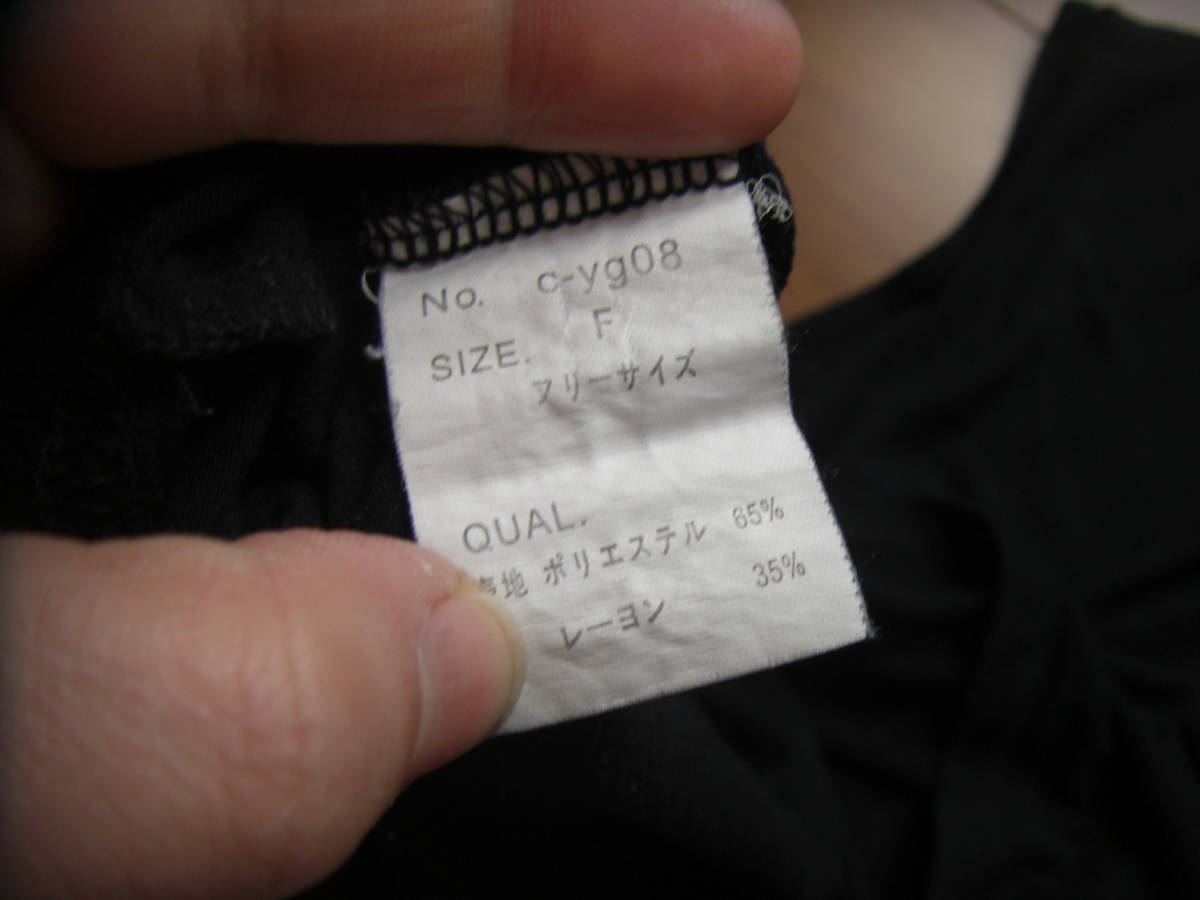 No. c-yg08
SIZE. F
フリーサイズ
QUAL.
表地 ポリエステル 65%
レーヨン 35%